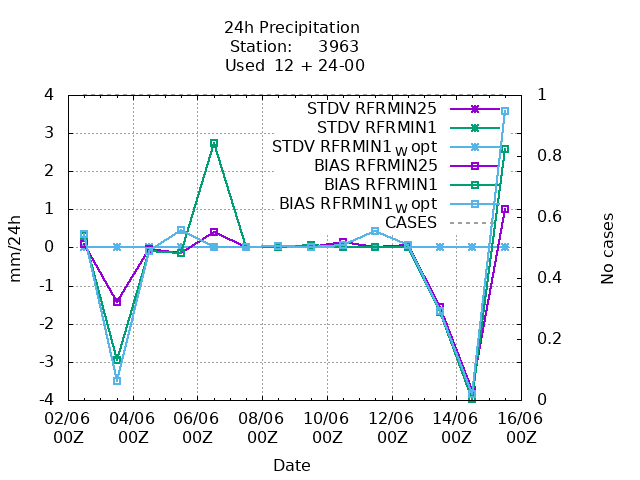 24h Precipitation
Station: 3963
Used 12 + 24-00
STDV RFRMIN25
STDV RFRMIN1
STDV RFRMIN1w opt
BIAS RFRMIN25
BIAS RFRMIN1
BIAS RFRMIN1w opt
CASES
4
3
2
1
0
-1
-2
-3
-4
mm/24h
1
0.8
0.6
0.4
0.2
0
No cases
02/06 04/06 06/06 08/06 10/06 12/06 14/06 16/06
00Z 00Z 00Z 00Z 00Z 00Z 00Z 00Z
Date